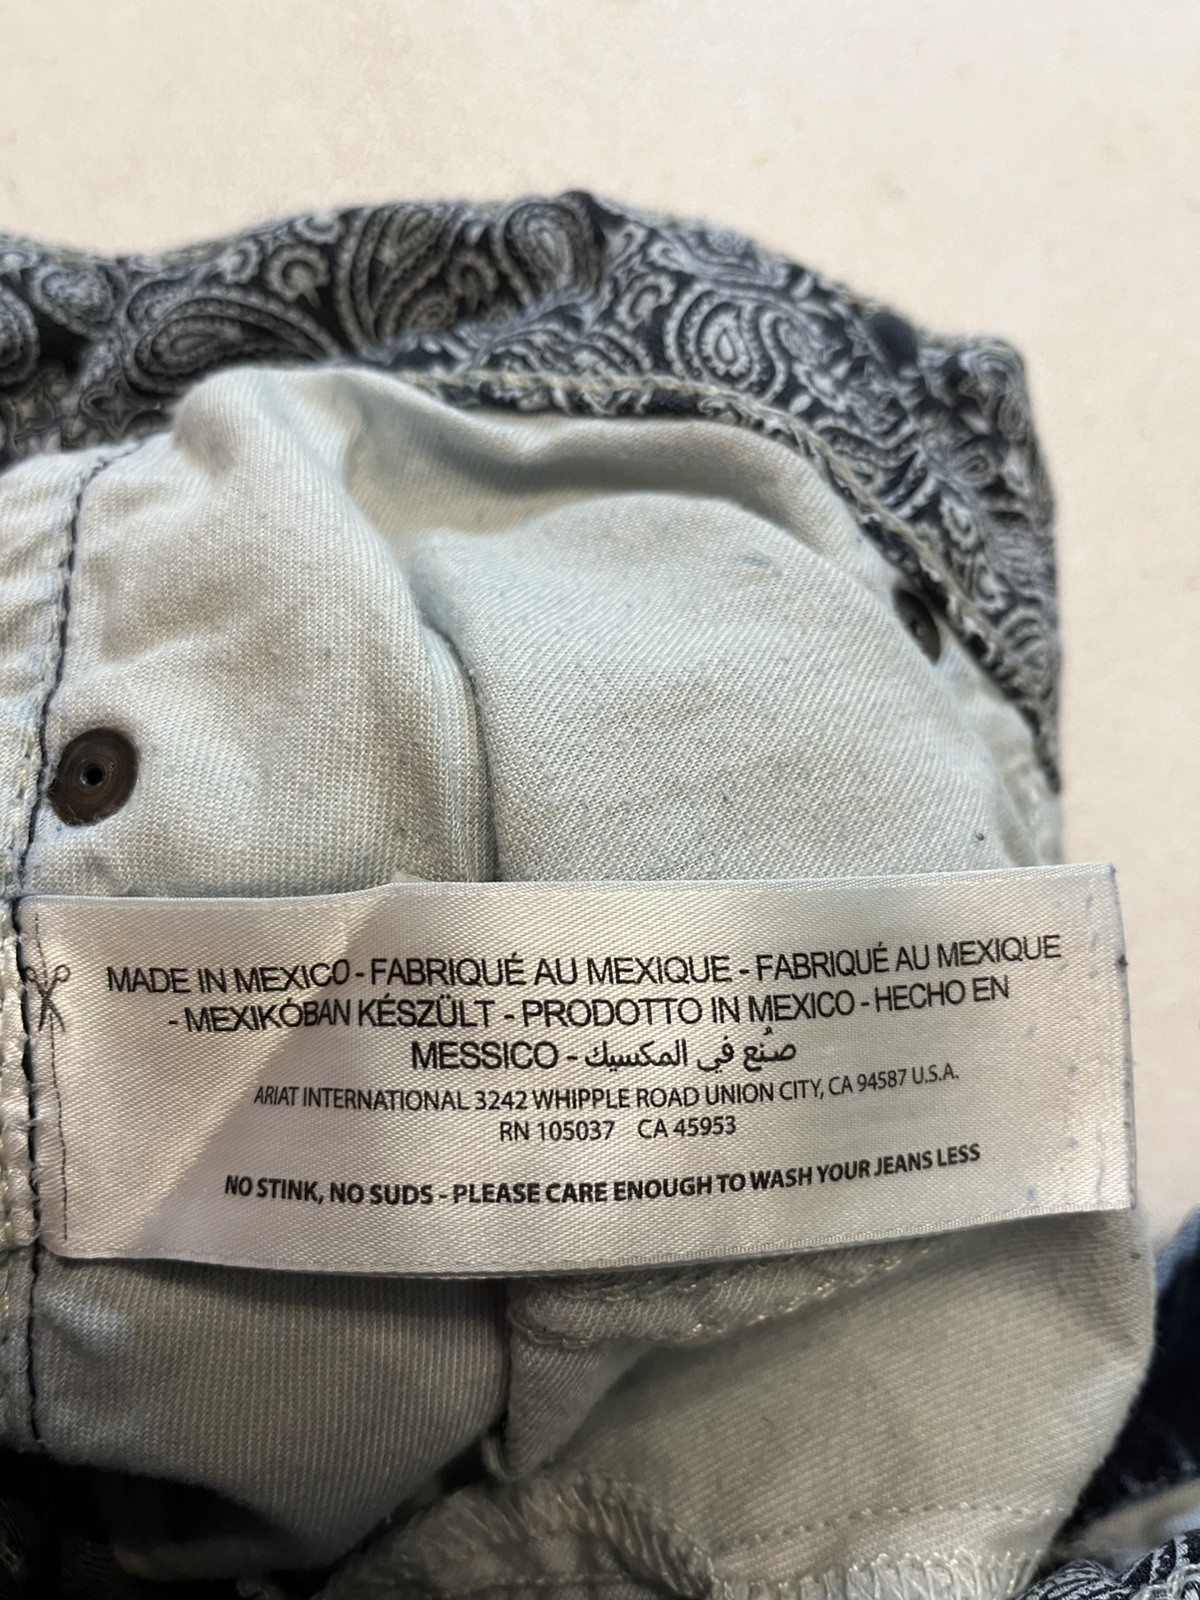 MADE IN MEXICO - FABRIQUÉ AU MEXIQUE - FABRIQUÉ AU MEXIQUE
- MEXIKÓBAN KÉSZÜLT - PRODOTTO IN MEXICO - HECHO EN
MESSICO - صُنع في المكسيك
ARIAT INTERNATIONAL 3242 WHIPPLE ROAD UNION CITY, CA 94587 U.S.A.
RN 105037 CA 45953
NO STINK, NO SUDS - PLEASE CARE ENOUGH TO WASH YOUR JEANS LESS